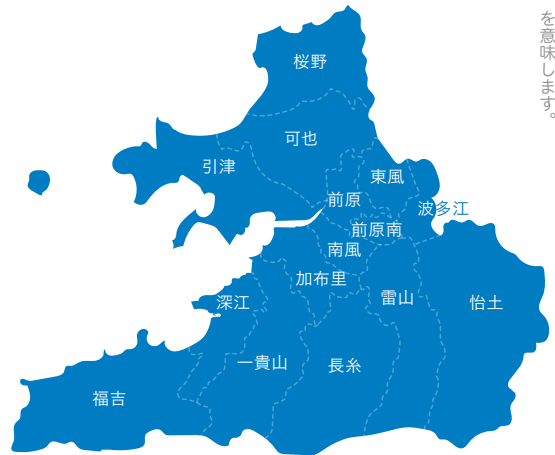 を意味します。
桜野
可也
引津
東風
前原
波多江
前原南
南風
加布里
雷山
怡土
深江
一貴山
長糸
福吉